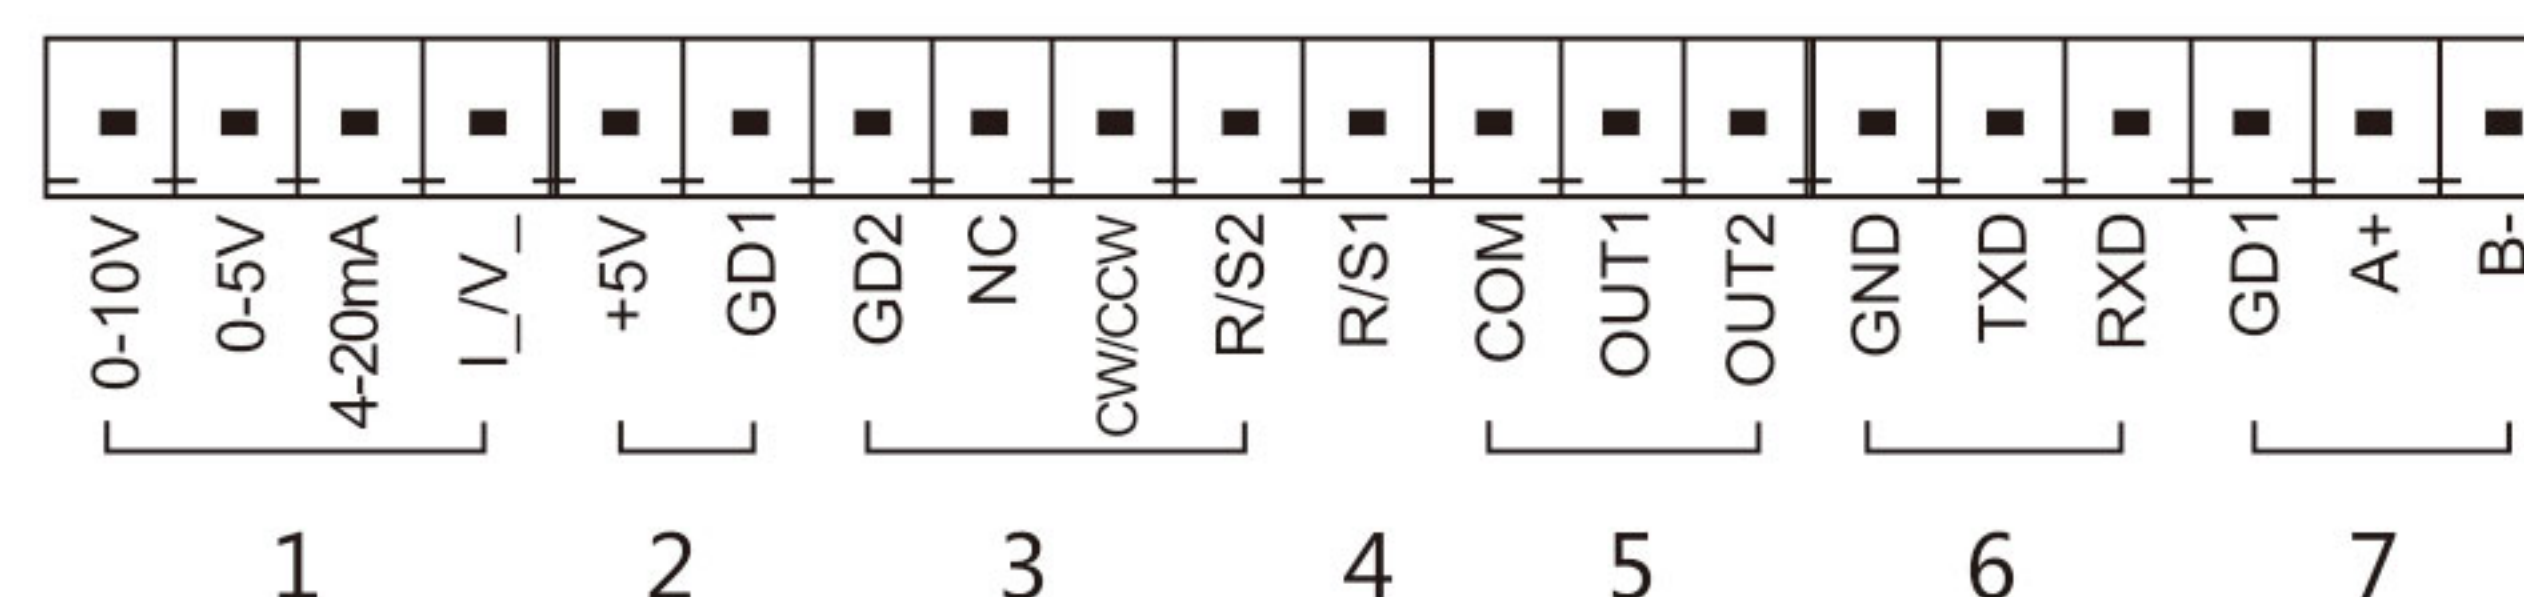 0-10V
0-5V
4-20mA
I_/V_
+5V
GD1
GD2
NC
CW/CCW
R/S2
R/S1
COM
OUT1
OUT2
GND
TXD
RXD
GD1
A+
B-
1 2 3 4 5 6 7